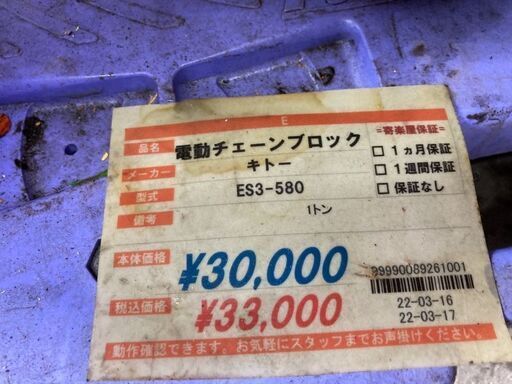 E
品名 電動チェーンブロック
メーカー キトー
型式 ES3-580
備考 1トン
=寄楽屋保証=
□1ヵ月保証
□1週間保証
□保証なし
本体価格 ¥30,000
税込価格 ¥33,000
99990089261001
22-03-16
22-03-17
動作確認できます。お気軽にスタッフまでお声掛けください。